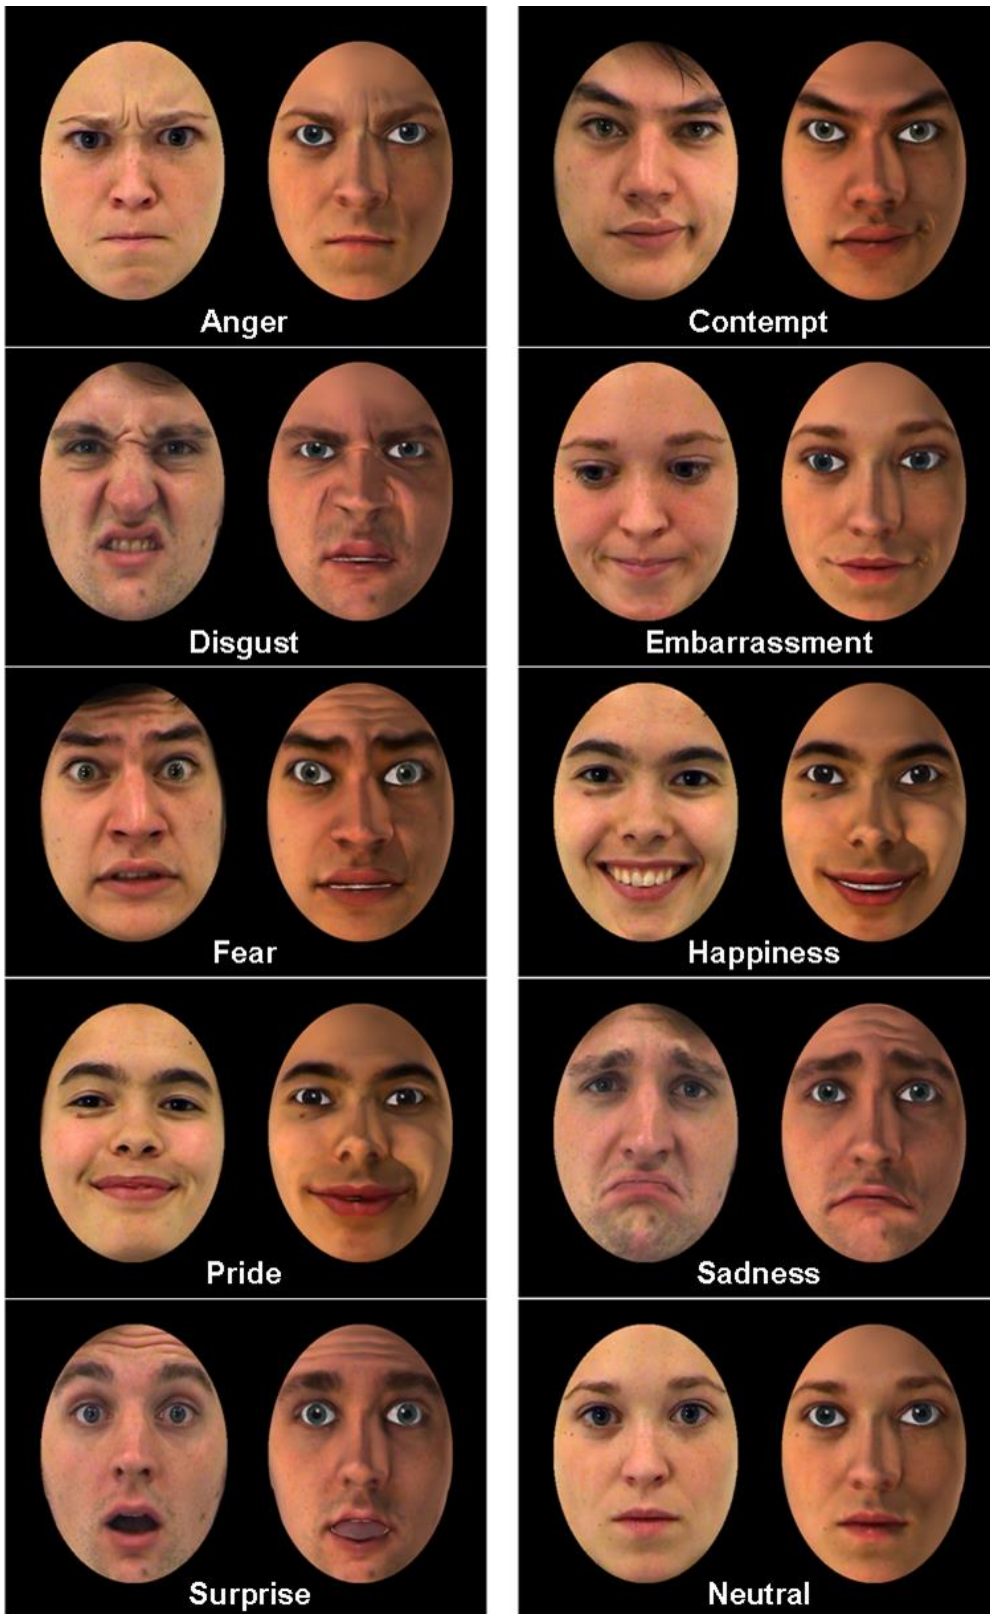 Anger
Contempt
Disgust
Embarrassment
Fear
Happiness
Pride
Sadness
Surprise
Neutral